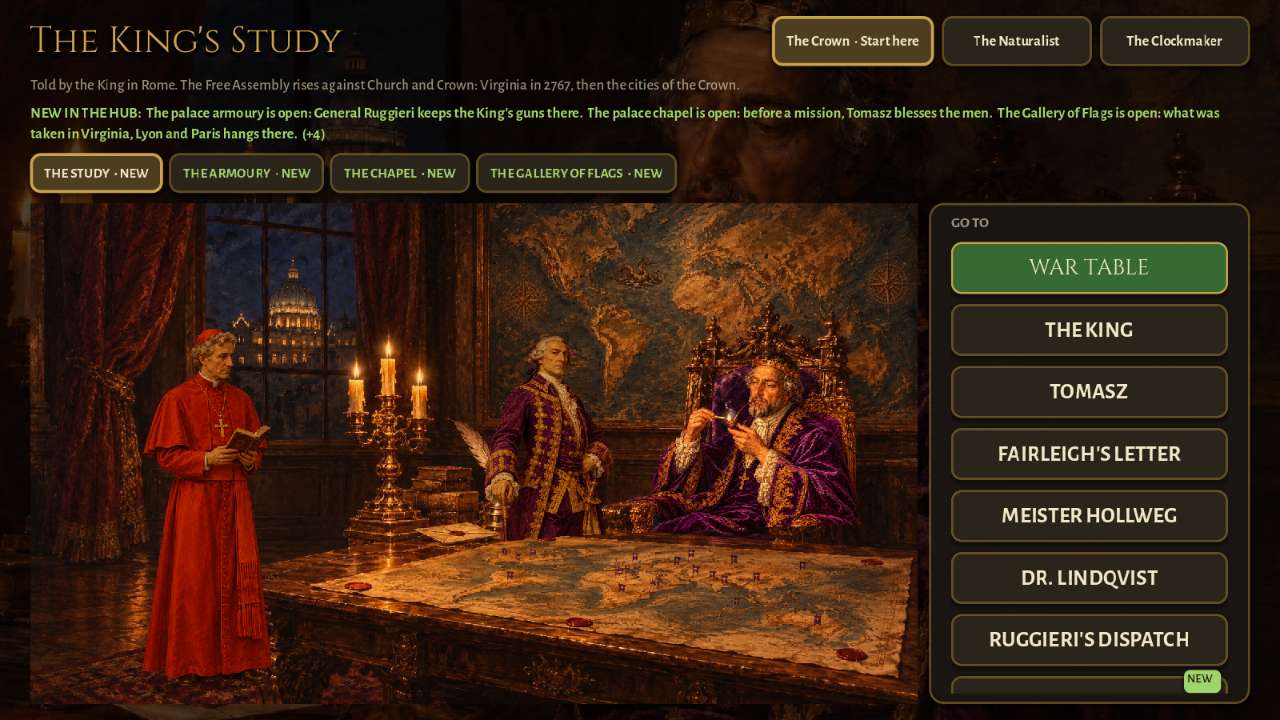 The King's Study
The Crown · Start here
The Naturalist
The Clockmaker
Told by the King in Rome. The Free Assembly rises against Church and Crown: Virginia in 2767, then the cities of the Crown.
NEW IN THE HUB: The palace armoury is open: General Ruggieri keeps the King's guns there. The palace chapel is open: before a mission, Tomasz blesses the men. The Gallery of Flags is open: what was
taken in Virginia, Lyon and Paris hangs there. (+4)
THE STUDY · NEW
THE ARMOURY · NEW
THE CHAPEL · NEW
THE GALLERY OF FLAGS · NEW
GO TO
WAR TABLE
THE KING
TOMASZ
FAIRLEIGH'S LETTER
MEISTER HOLLWEG
DR. LINDQVIST
RUGGIERI'S DISPATCH
NEW